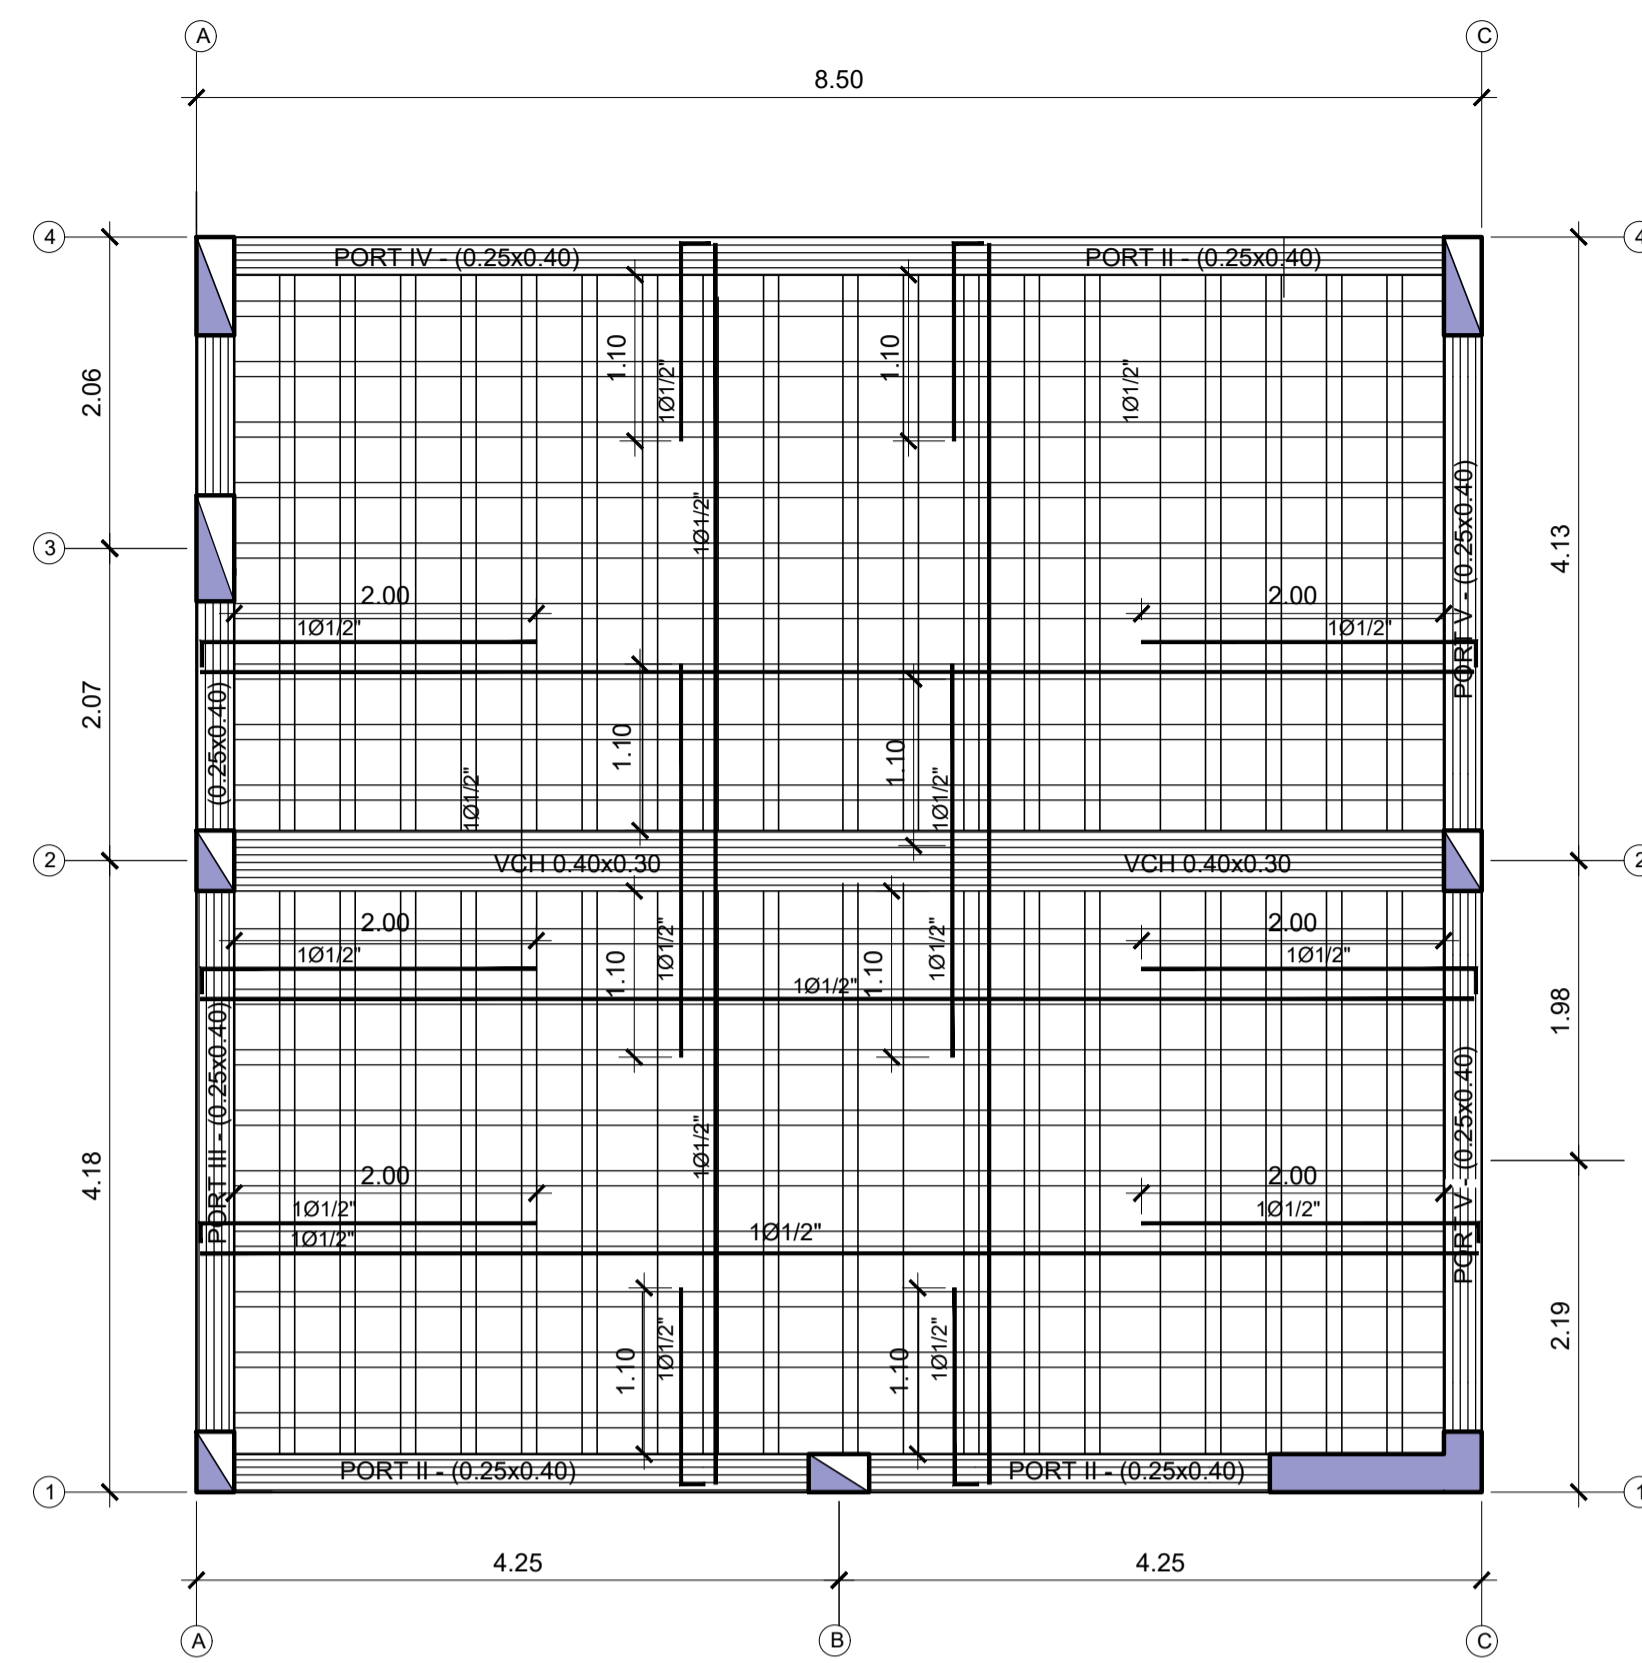 A
C
8.50
4
4
PORT IV - (0.25x0.40)
PORT II - (0.25x0.40)
1.10
1Ø1/2"
1.10
1Ø1/2"
2.06
1Ø1/2"
PORT V - (0.25x0.40)
4.13
3
2.00
1Ø1/2"
2.00
1Ø1/2"
2.07
(0.25x0.40)
1Ø1/2"
1.10
1.10
1Ø1/2"
2
VCH 0.40x0.30
VCH 0.40x0.30
2
2.00
1Ø1/2"
1.10
1Ø1/2"
1.10
1Ø1/2"
2.00
1Ø1/2"
1Ø1/2"
1.98
PORT III - (0.25x0.40)
4.18
1Ø1/2"
PORT V - (0.25x0.40)
2.00
1Ø1/2"
1Ø1/2"
1Ø1/2"
2.00
1Ø1/2"
1.10
1Ø1/2"
1.10
1Ø1/2"
2.19
PORT II - (0.25x0.40)
PORT II - (0.25x0.40)
1
1
4.25
4.25
A
B
C